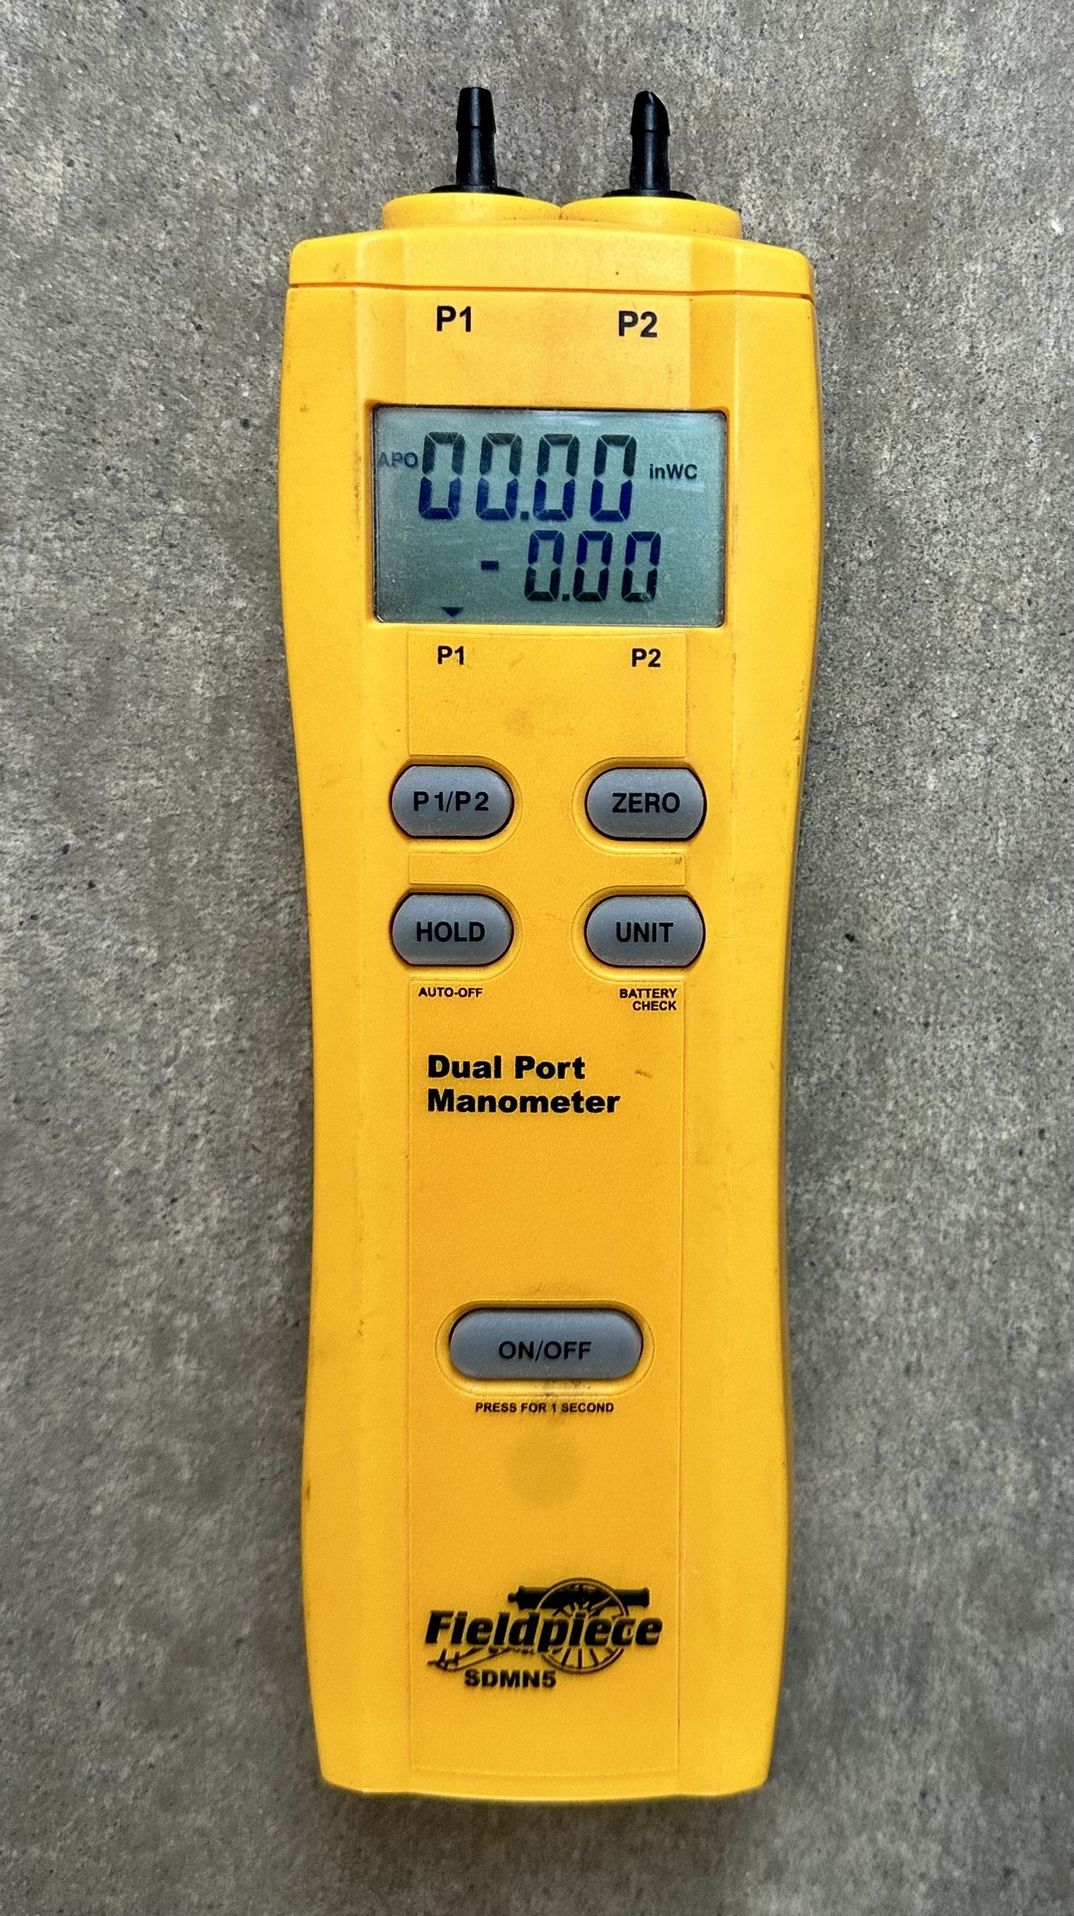 P1 P2
APO 00.00 inWC
- 0.00
P1 P2
P1/P2 ZERO
HOLD UNIT
AUTO-OFF BATTERY
CHECK
Dual Port
Manometer
ON/OFF
PRESS FOR 1 SECOND
Fieldpiece
SDMN5